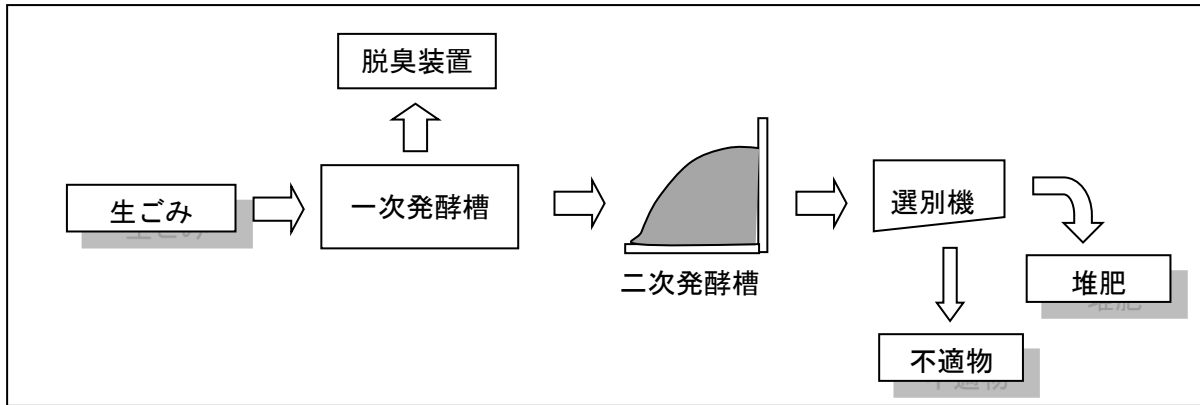 脱臭装置
生ごみ
一次発酵槽
二次発酵槽
選別機
堆肥
不適物